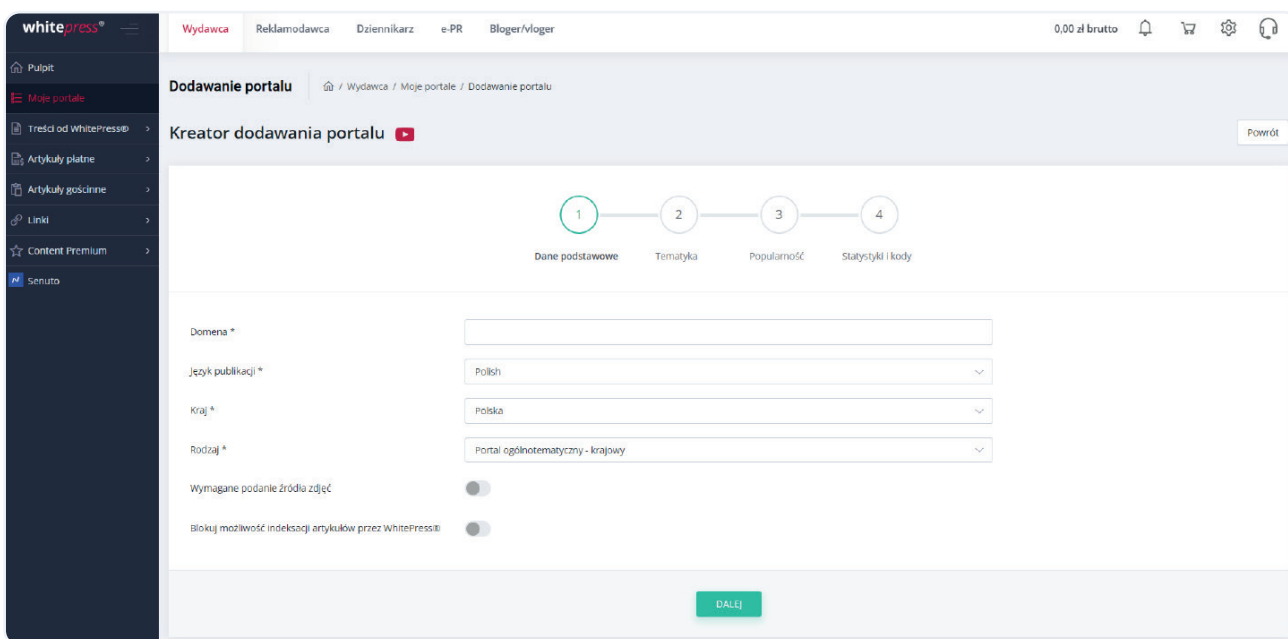 whitepress®
Wydawca Reklamodawca Dziennikarz e-PR Bloger/vloger 0,00 zł brutto
Pulpit
Moje portale
Treści od WhitePress®
Artykuły płatne
Artykuły gościnne
Linki
Content Premium
Senuto
Dodawanie portalu / Wydawca / Moje portale / Dodawanie portalu
Kreator dodawania portalu
Powrót
1 2 3 4
Dane podstawowe Tematyka Popularność Statystyki i kody
Domena *
Język publikacji * Polish
Kraj * Polska
Rodzaj * Portal ogólnotematyczny - krajowy
Wymagane podanie źródła zdjęć
Blokuj możliwość indeksacji artykułów przez WhitePress®
DALEJ